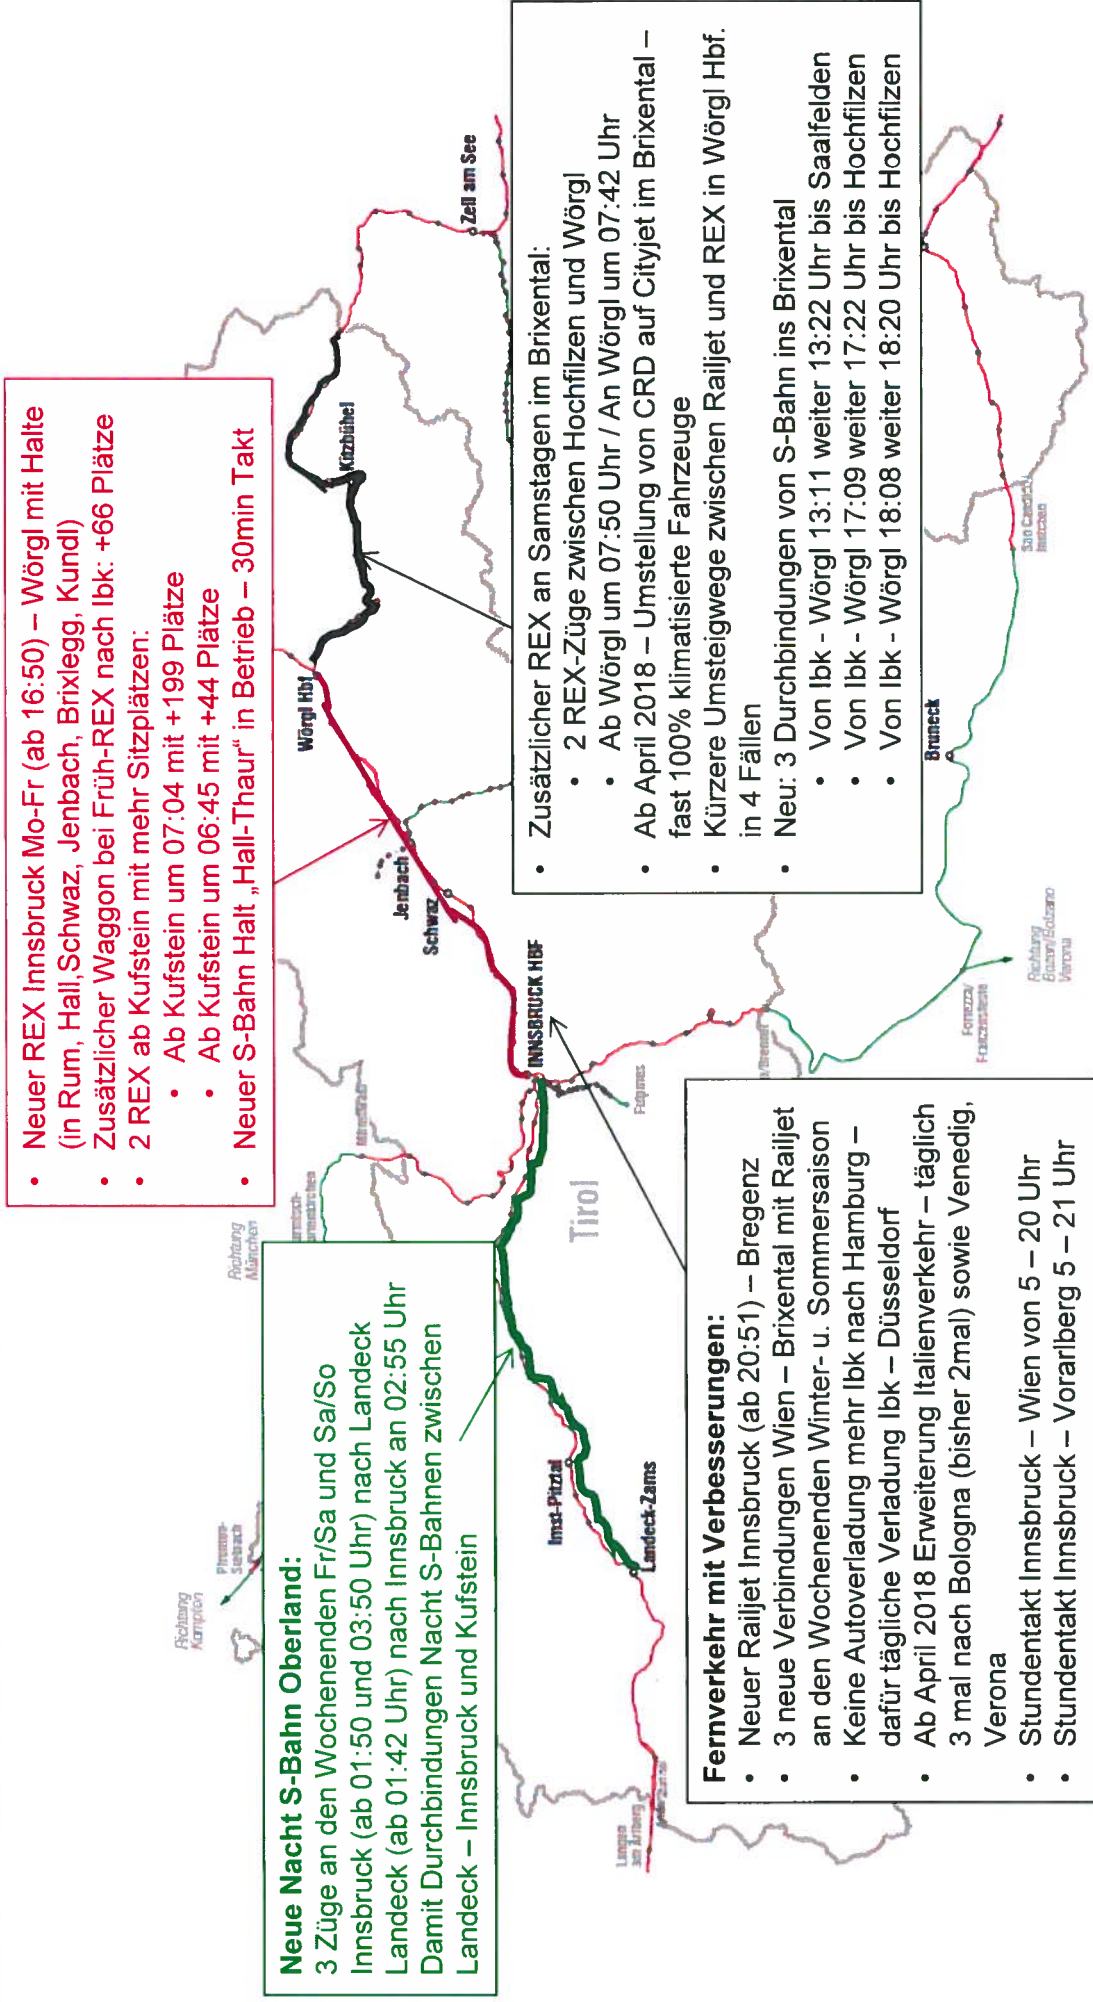 Neuer REX Innsbruck Mo-Fr (ab 16:50) – Wörgl mit Halte
(in Rum, Hall,Schwaz, Jenbach, Brixlegg, Kundl)
Zusätzlicher Waggon bei Früh-REX nach Ibk: +66 Plätze
2 REX ab Kufstein mit mehr Sitzplätzen:
Ab Kufstein um 07:04 mit +199 Plätze
Ab Kufstein um 06:45 mit +44 Plätze
Neuer S-Bahn Halt „Hall-Thaur" in Betrieb – 30min Takt
Neue Nacht S-Bahn Oberland:
3 Züge an den Wochenenden Fr/Sa und Sa/So
Innsbruck (ab 01:50 und 03:50 Uhr) nach Landeck
Landeck (ab 01:42 Uhr) nach Innsbruck an 02:55 Uhr
Damit Durchbindungen Nacht S-Bahnen zwischen
Landeck – Innsbruck und Kufstein
Zusätzlicher REX an Samstagen im Brixental:
2 REX-Züge zwischen Hochfilzen und Wörgl
Ab Wörgl um 07:50 Uhr / An Wörgl um 07:42 Uhr
Ab April 2018 – Umstellung von CRD auf Cityjet im Brixental –
fast 100% klimatisierte Fahrzeuge
Kürzere Umsteigwege zwischen Railjet und REX in Wörgl Hbf.
in 4 Fällen
Neu: 3 Durchbindungen von S-Bahn ins Brixental
Von Ibk - Wörgl 13:11 weiter 13:22 Uhr bis Saalfelden
Von Ibk - Wörgl 17:09 weiter 17:22 Uhr bis Hochfilzen
Von Ibk - Wörgl 18:08 weiter 18:20 Uhr bis Hochfilzen
Fernverkehr mit Verbesserungen:
Neuer Railjet Innsbruck (ab 20:51) – Bregenz
3 neue Verbindungen Wien – Brixental mit Railjet
an den Wochenenden Winter- u. Sommersaison
Keine Autoverladung mehr Ibk nach Hamburg –
dafür tägliche Verladung Ibk – Düsseldorf
Ab April 2018 Erweiterung Italienverkehr – täglich
3 mal nach Bologna (bisher 2mal) sowie Venedig,
Verona
Stundentakt Innsbruck – Wien von 5 – 20 Uhr
Stundentakt Innsbruck – Vorarlberg 5 – 21 Uhr
Richtung
Kempten
Richtung
München
Zell am See
Kitzbühel
Wörgl Hbf
Jenbach
Schwaz
INNSBRUCK HBF
Tirol
Imst-Pitztal
Landeck-Zams
Langen
am Arlberg
Fulpmes
Bruneck
Fortezza/
Franzensfeste
Richtung
Bozen/Bolzano
Verona